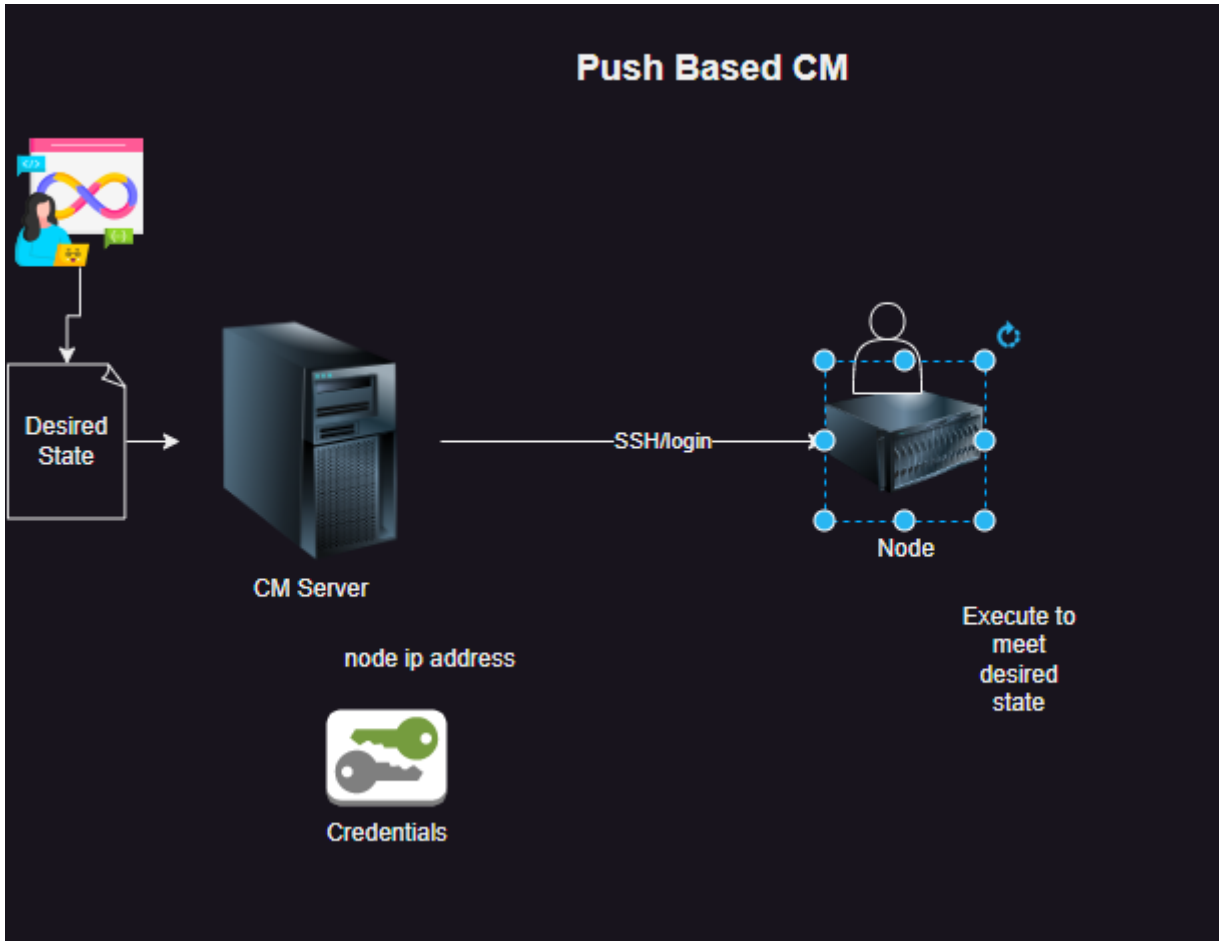 Push Based CM
</>
{-}
Desired
State
SSH/login
Node
CM Server
Execute to
meet
desired
state
node ip address
Credentials